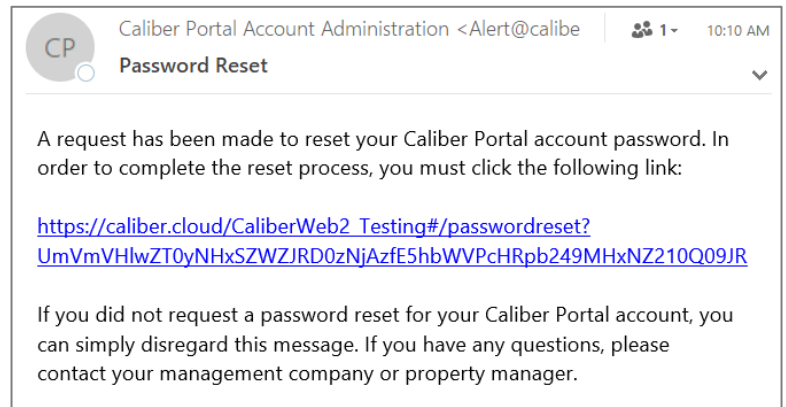 CP
Caliber Portal Account Administration <Alert@calibe
1
10:10 AM
Password Reset
A request has been made to reset your Caliber Portal account password. In
order to complete the reset process, you must click the following link:
https://caliber.cloud/CaliberWeb2_Testing#/passwordreset?
UmVmVHlwZT0yNHxSZWZJRD0zNjAzfE5hbWVPcHRpb249MHxNZ210Q09JR
If you did not request a password reset for your Caliber Portal account, you
can simply disregard this message. If you have any questions, please
contact your management company or property manager.